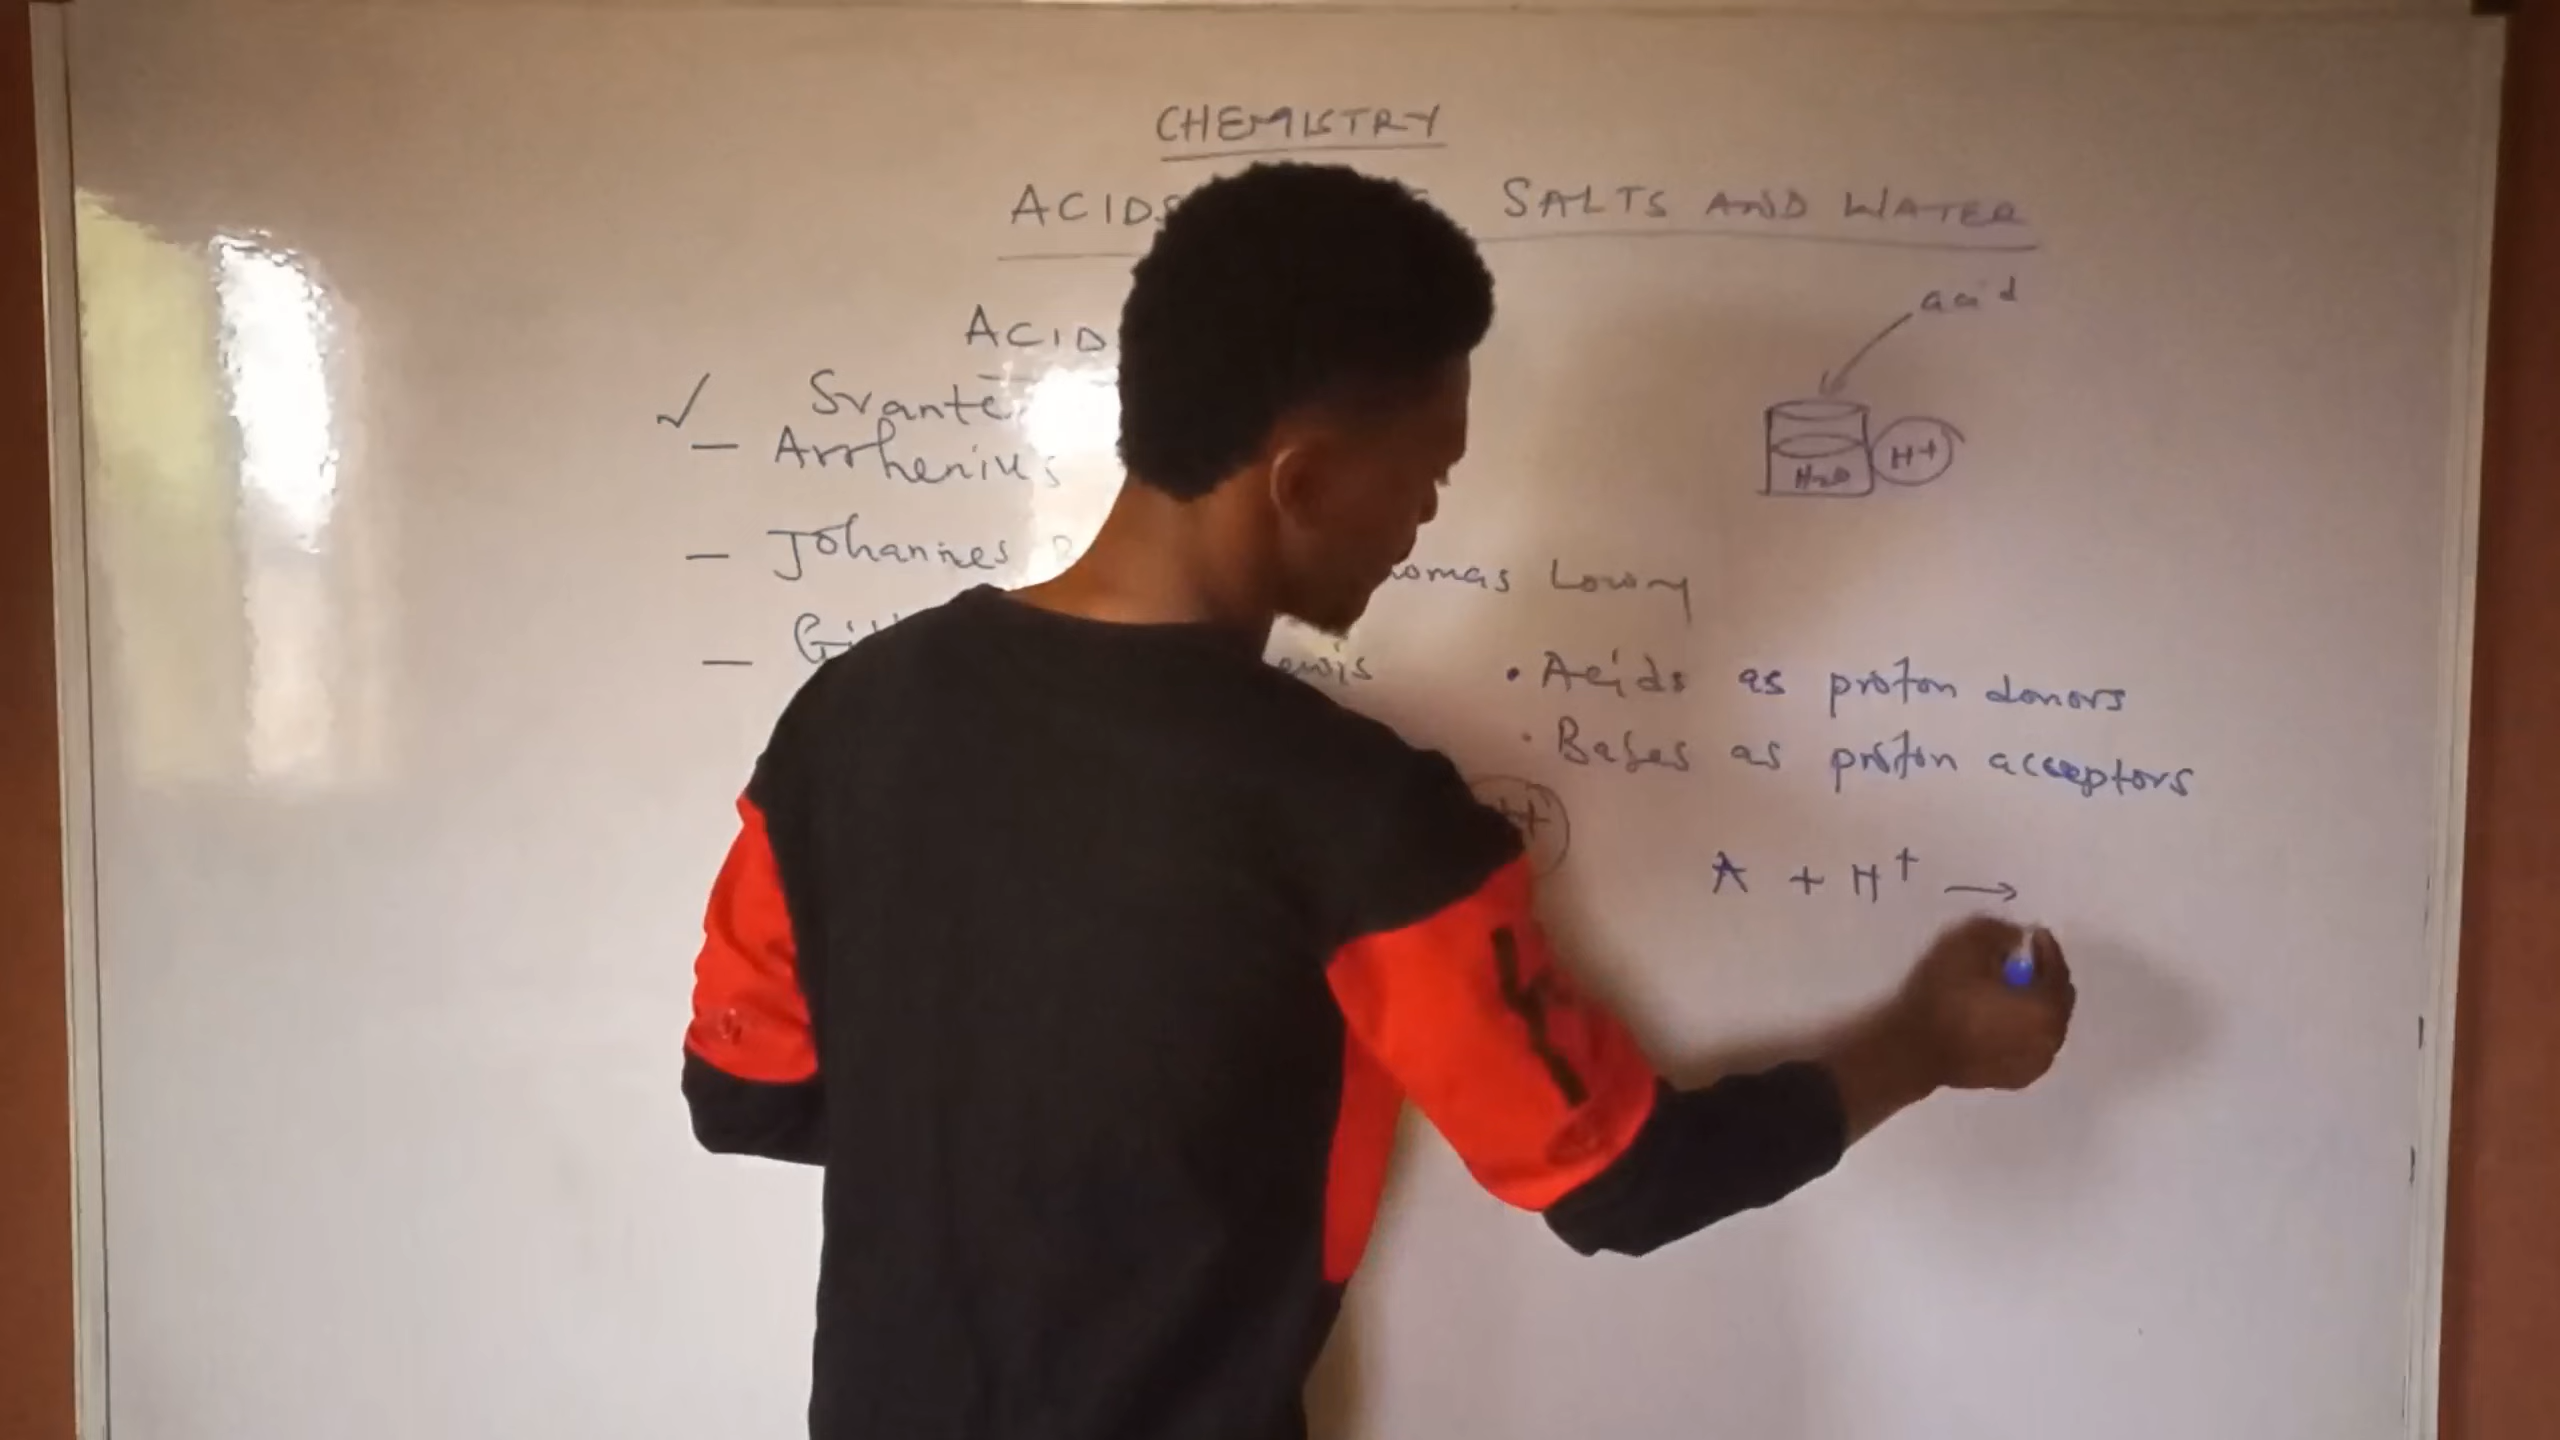 CHEMISTRY
ACIDS SALTS AND WATER
acid
ACID
✓ Svante
– Arrhenius
H2O H+
– Johannes omas Lowry
– Gil ewis
• Acids as proton donors
• Bases as proton acceptors
A + H+ →